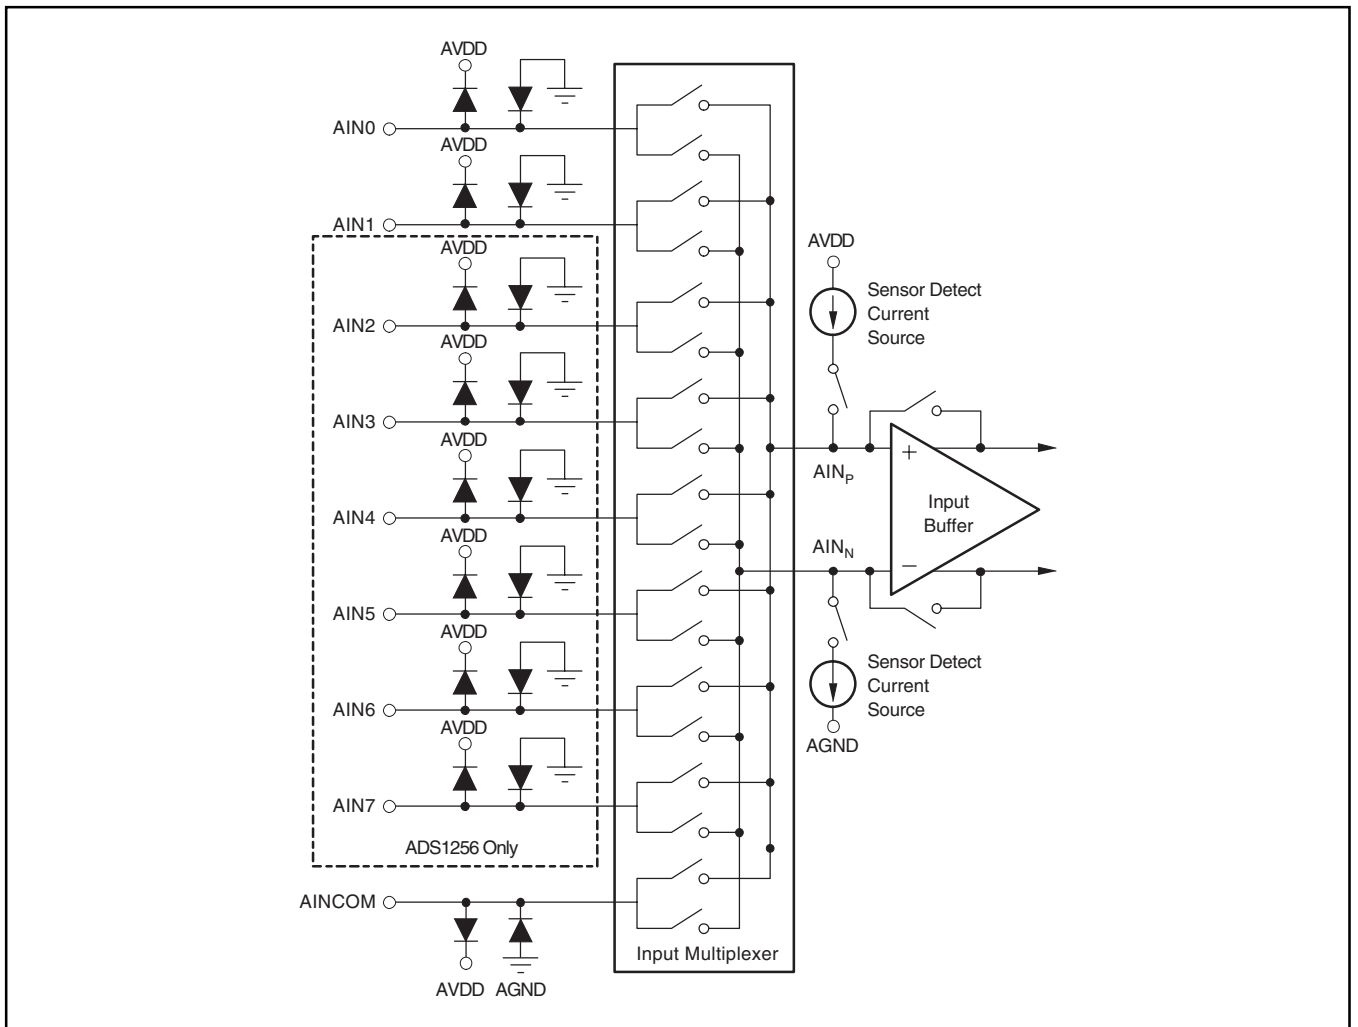 AVDD
AIN0
AVDD
AIN1
AVDD
AIN2
AVDD
AIN3
AVDD
AIN4
AVDD
AIN5
AVDD
AIN6
AVDD
AIN7
ADS1256 Only
AINCOM
AVDD AGND
Input Multiplexer
AVDD
Sensor Detect
Current
Source
AINP
+
Input
Buffer
AINN
−
Sensor Detect
Current
Source
AGND